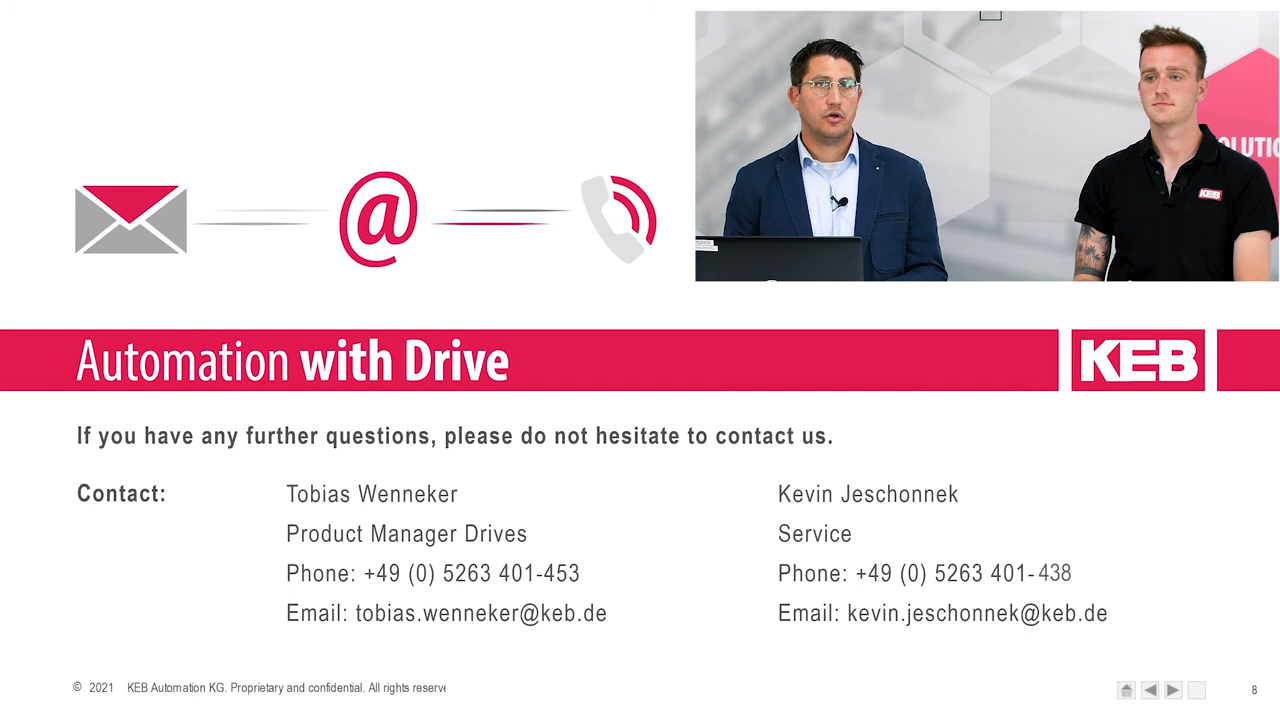 @
OLUTIO
KEB
Automation with Drive
KEB
If you have any further questions, please do not hesitate to contact us.
Contact:
Tobias Wenneker
Product Manager Drives
Phone: +49 (0) 5263 401-453
Email: tobias.wenneker@keb.de
Kevin Jeschonnek
Service
Phone: +49 (0) 5263 401-438
Email: kevin.jeschonnek@keb.de
© 2021 KEB Automation KG. Proprietary and confidential. All rights reserve
8